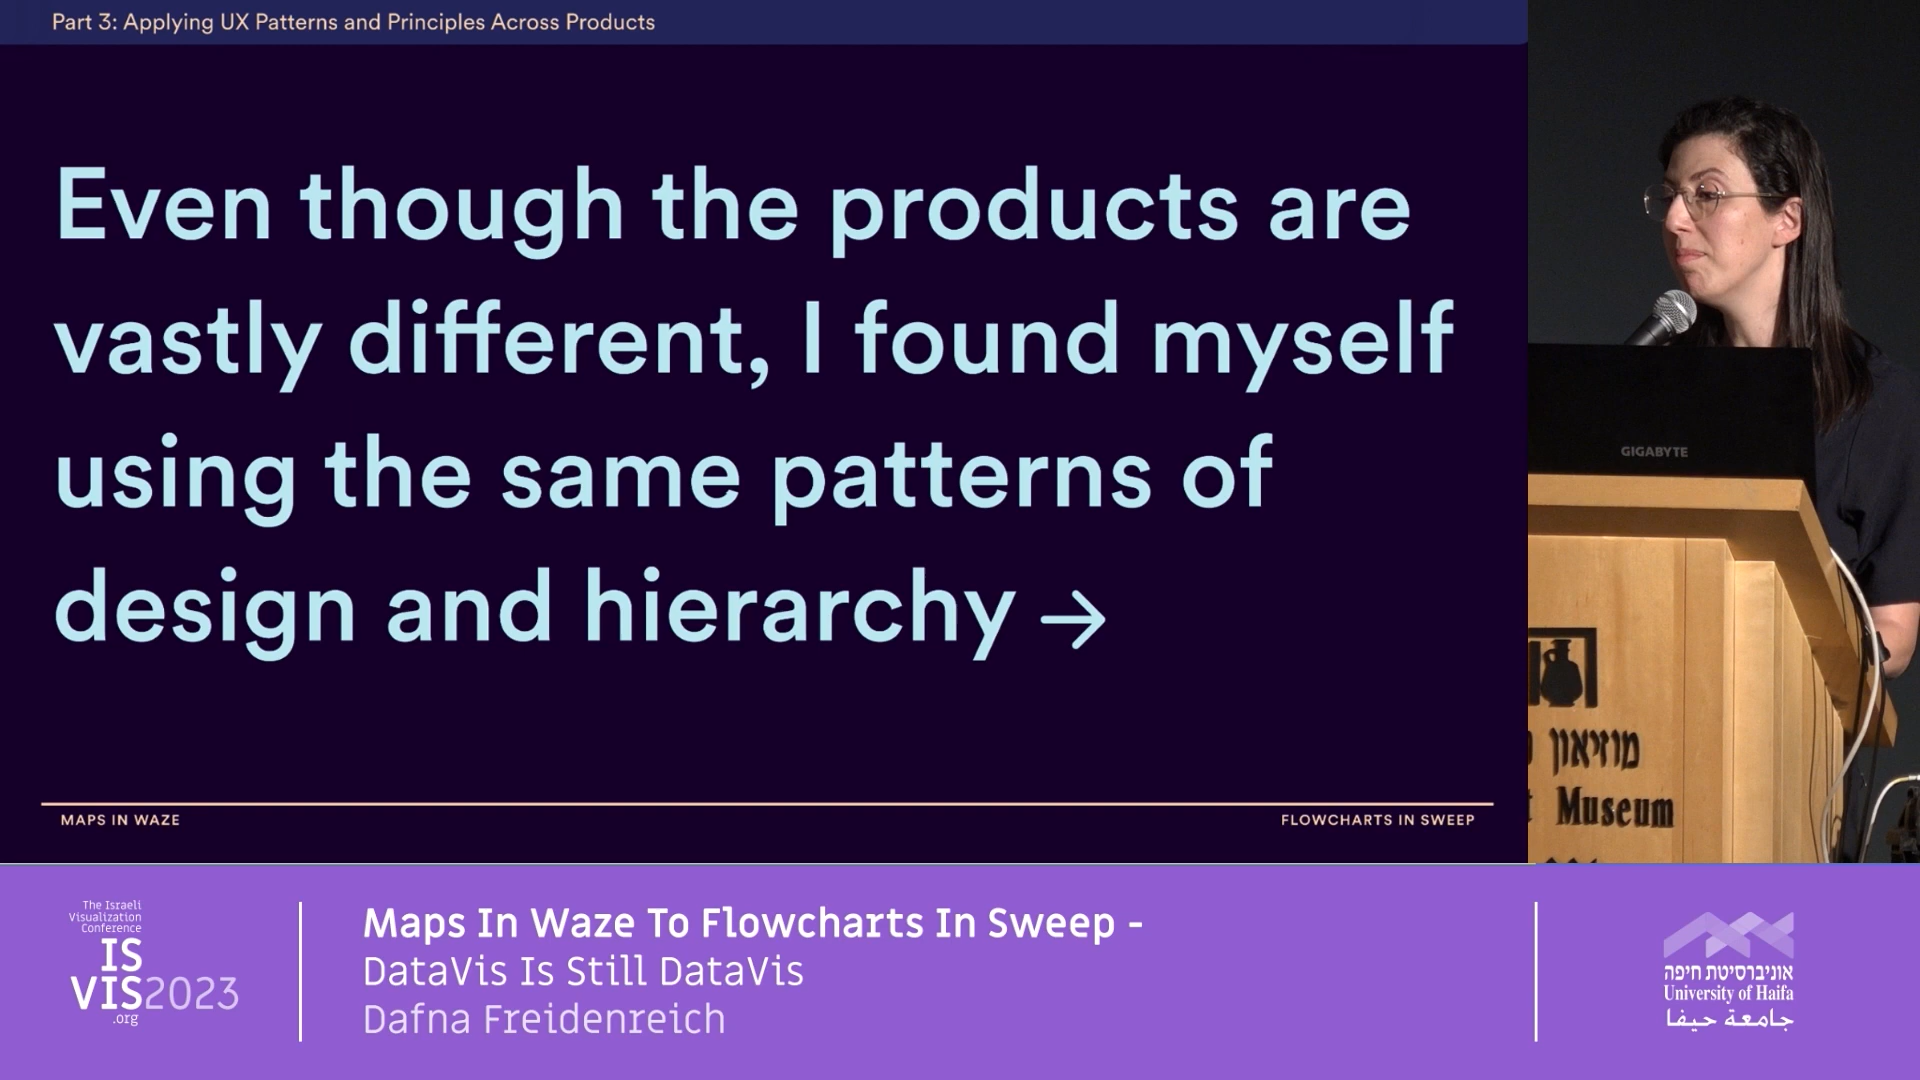 Part 3: Applying UX Patterns and Principles Across Products
Even though the products are
vastly different, I found myself
using the same patterns of
design and hierarchy →
MAPS IN WAZE
FLOWCHARTS IN SWEEP
GIGABYTE
מוזיאון
Museum
The Israeli
Visualization
Conference
IS
VIS2023
.org
Maps In Waze To Flowcharts In Sweep -
DataVis Is Still DataVis
Dafna Freidenreich
אוניברסיטת חיפה
University of Haifa
جامعة حيفا